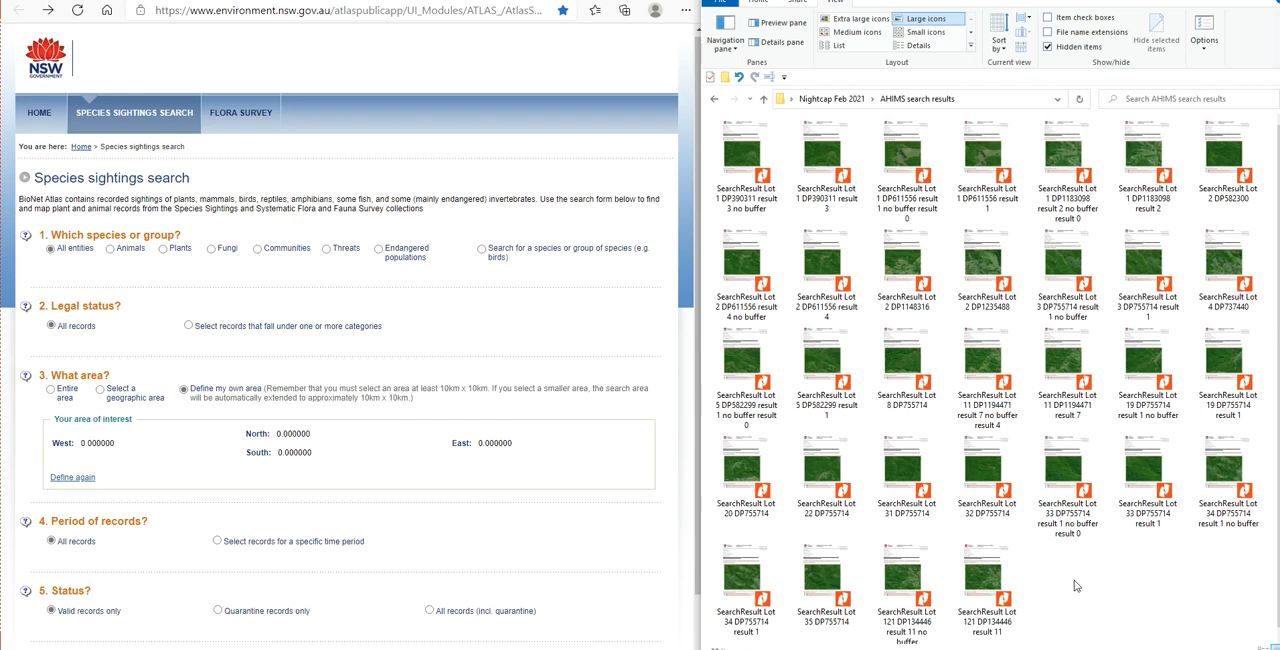 https://www.environment.nsw.gov.au/atlaspublicapp/UI_Modules/ATLAS_/AtlasS...
NSW
GOVERNMENT
HOME
SPECIES SIGHTINGS SEARCH
FLORA SURVEY
You are here: Home > Species sightings search
Species sightings search
BioNet Atlas contains recorded sightings of plants, mammals, birds, reptiles, amphibians, some fish, and some (mainly endangered) invertebrates. Use the search form below to find
and map plant and animal records from the Species Sightings and Systematic Flora and Fauna Survey collections
1. Which species or group?
All entities
Animals
Plants
Fungi
Communities
Threats
Endangered
populations
Search for a species or group of species (e.g.
birds)
2. Legal status?
All records
Select records that fall under one or more categories
3. What area?
Entire
area
Select a
geographic area
Define my own area (Remember that you must select an area at least 10km x 10km. If you select a smaller area, the search area
will be automatically extended to approximately 10km x 10km.)
Your area of interest
North: 0.000000
West: 0.000000
East: 0.000000
South: 0.000000
Define again
4. Period of records?
All records
Select records for a specific time period
5. Status?
Valid records only
Quarantine records only
All records (incl. quarantine)
File
Home
Share
View
Navigation
pane
Preview pane
Details pane
Panes
Extra large icons
Large icons
Medium icons
Small icons
List
Details
Layout
Sort
by
Current view
Item check boxes
File name extensions
Hidden items
Hide selected
items
Show/hide
Options
Nightcap Feb 2021 > AHIMS search results
Search AHIMS search results
SearchResult Lot
1 DP390311 result
3 no buffer
SearchResult Lot
1 DP390311 result
3
SearchResult Lot
1 DP611556 result
1 no buffer result
0
SearchResult Lot
1 DP611556 result
1
SearchResult Lot
1 DP1183098
result 2 no buffer
result 0
SearchResult Lot
1 DP1183098
result 2
SearchResult Lot
2 DP582300
SearchResult Lot
2 DP611556 result
4 no buffer
SearchResult Lot
2 DP611556 result
4
SearchResult Lot
2 DP1148316
SearchResult Lot
2 DP1235488
SearchResult Lot
3 DP755714 result
1 no buffer
SearchResult Lot
3 DP755714 result
1
SearchResult Lot
4 DP737440
SearchResult Lot
5 DP582299 result
1 no buffer result
0
SearchResult Lot
5 DP582299 result
1
SearchResult Lot
8 DP755714
SearchResult Lot
11 DP1194471
result 7 no buffer
result 4
SearchResult Lot
11 DP1194471
result 7
SearchResult Lot
19 DP755714
result 1 no buffer
SearchResult Lot
19 DP755714
result 1
SearchResult Lot
20 DP755714
SearchResult Lot
22 DP755714
SearchResult Lot
31 DP755714
SearchResult Lot
32 DP755714
SearchResult Lot
33 DP755714
result 1 no buffer
result 0
SearchResult Lot
33 DP755714
result 1
SearchResult Lot
34 DP755714
result 1 no buffer
SearchResult Lot
34 DP755714
result 1
SearchResult Lot
35 DP755714
SearchResult Lot
121 DP134446
result 11 no
buffer
SearchResult Lot
121 DP134446
result 11